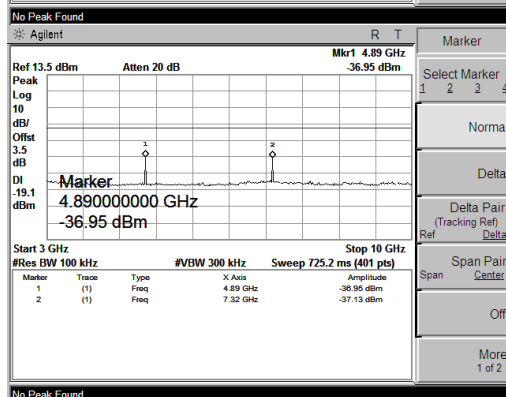 No Peak Found
Agilent R T
Mkr1 4.89 GHz
Ref 13.5 dBm Atten 20 dB -36.95 dBm
Peak
Log
10
dB/
Offst
3.5
dB
DI
-19.1
dBm
1 2
Marker
4.890000000 GHz
-36.95 dBm
Start 3 GHz Stop 10 GHz
#Res BW 100 kHz #VBW 300 kHz Sweep 725.2 ms (401 pts)
Marker Trace Type X Axis Amplitude
1 (1) Freq 4.89 GHz -36.95 dBm
2 (1) Freq 7.32 GHz -37.13 dBm
Marker
Select Marker
1 2 3 4
Norma
Delta
Delta Pair
(Tracking Ref)
Ref Delta
Span Pair
Span Center
Off
More
1 of 2
No Peak Found